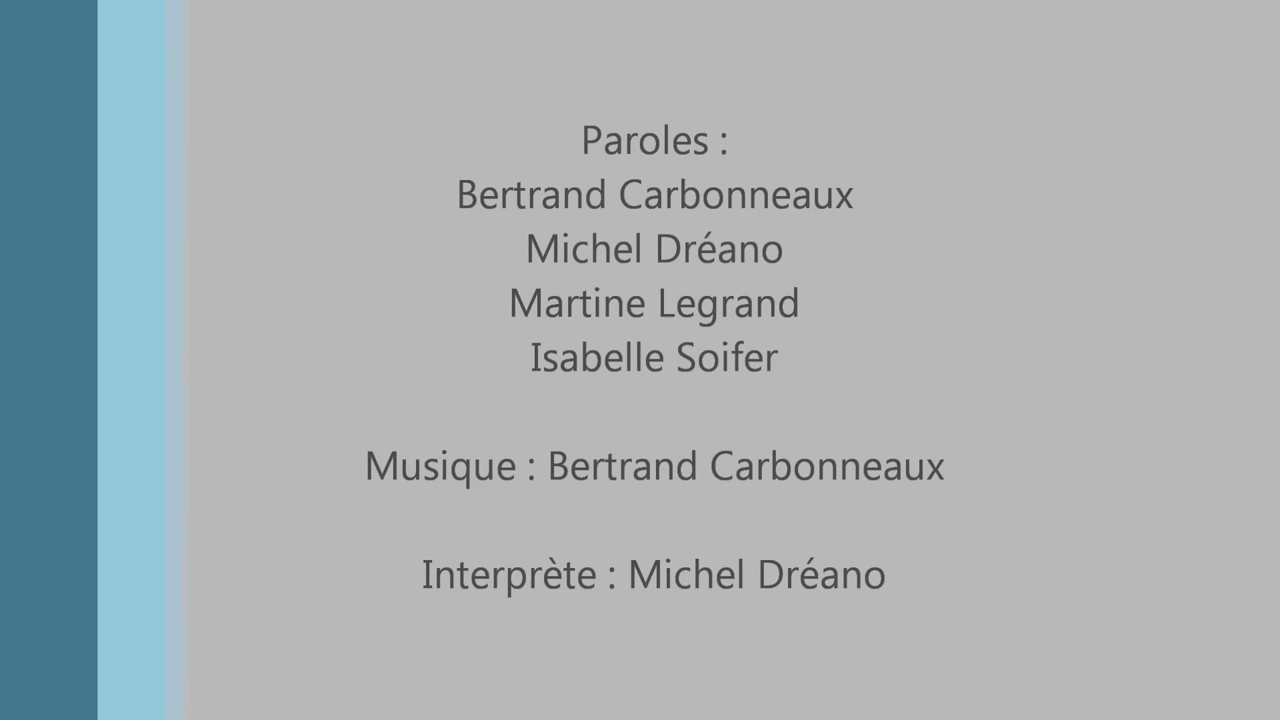 Paroles :
Bertrand Carbonneaux
Michel Dréano
Martine Legrand
Isabelle Soifer
Musique : Bertrand Carbonneaux
Interprète : Michel Dréano